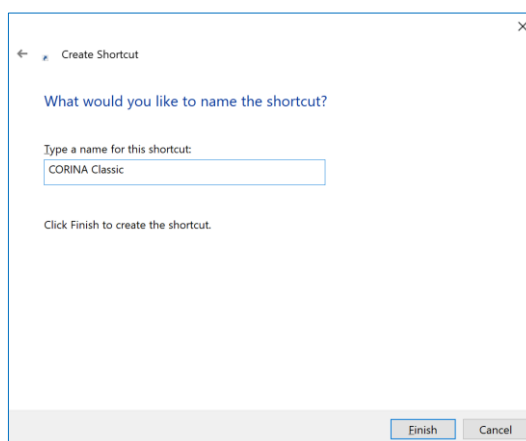 Create Shortcut
What would you like to name the shortcut?
Type a name for this shortcut:
CORINA Classic
Click Finish to create the shortcut.
Finish Cancel